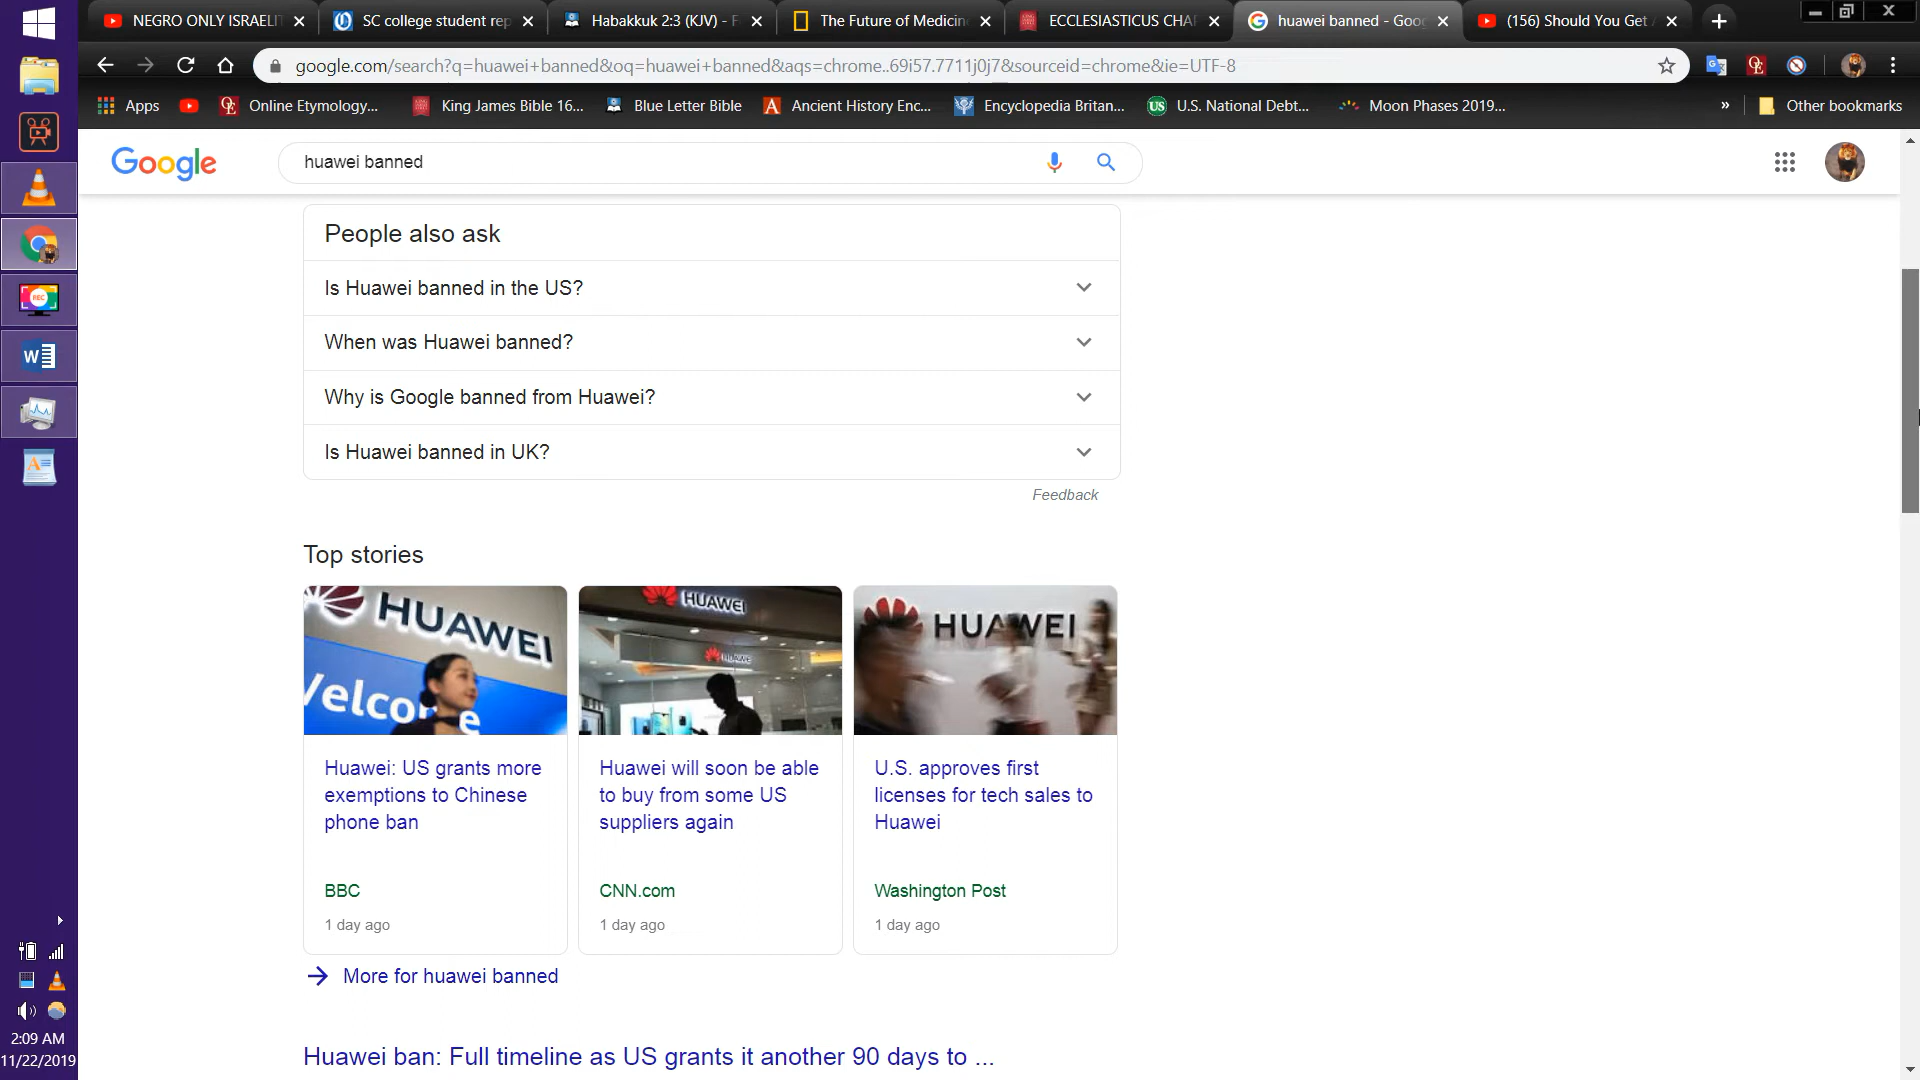 NEGRO ONLY ISRAELIT
SC college student rep
Habakkuk 2:3 (KJV) - F
The Future of Medicin
ECCLESIASTICUS CHA
huawei banned - Goo
(156) Should You Get
google.com/search?q=huawei+banned&oq=huawei+banned&aqs=chrome..69i57.7711j0j7&sourceid=chrome&ie=UTF-8
Apps
Online Etymology...
King James Bible 16...
Blue Letter Bible
Ancient History Enc...
Encyclopedia Britan...
U.S. National Debt...
Moon Phases 2019...
»
Other bookmarks
Google
huawei banned
People also ask
Is Huawei banned in the US?
When was Huawei banned?
Why is Google banned from Huawei?
Is Huawei banned in UK?
Feedback
Top stories
HUAWEI
Welcome
HUAWEI
HUAWEI
HUAWEI
Huawei: US grants more
exemptions to Chinese
phone ban
BBC
1 day ago
Huawei will soon be able
to buy from some US
suppliers again
CNN.com
1 day ago
U.S. approves first
licenses for tech sales to
Huawei
Washington Post
1 day ago
More for huawei banned
Huawei ban: Full timeline as US grants it another 90 days to ...
REC
2:09 AM
11/22/2019